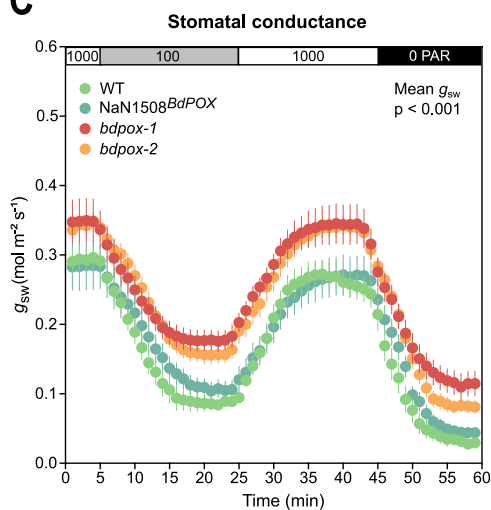 C
Stomatal conductance
1000 100 1000 0 PAR
WT
NaN1508BdPOX
bdpox-1
bdpox-2
Mean gsw
p < 0.001
gsw(mol m⁻² s⁻¹)
0.6
0.5
0.4
0.3
0.2
0.1
0.0
0 5 10 15 20 25 30 35 40 45 50 55 60
Time (min)